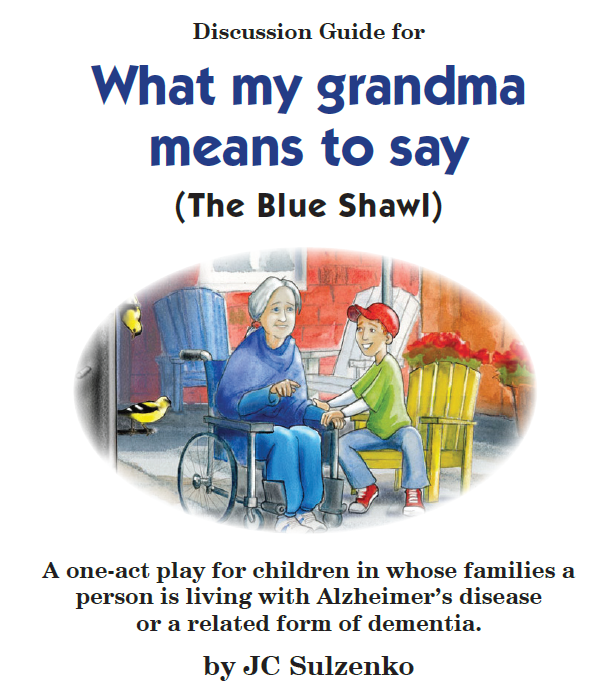 Discussion Guide for
What my grandma
means to say
(The Blue Shawl)
A one-act play for children in whose families a
person is living with Alzheimer’s disease
or a related form of dementia.
by JC Sulzenko